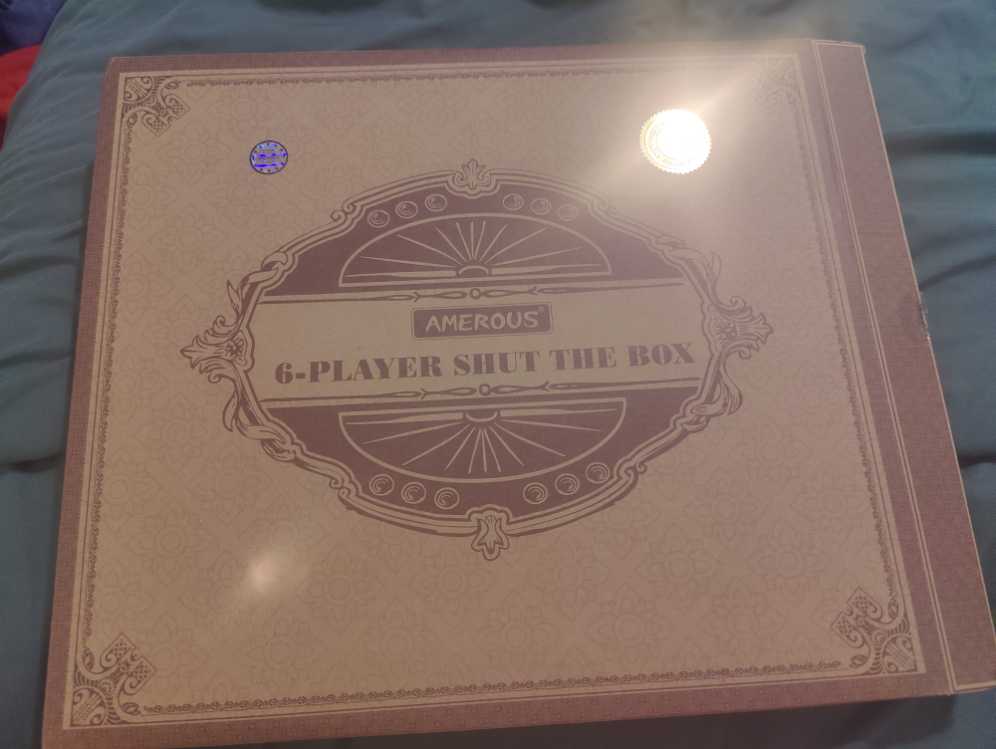 AMEROUS
6-PLAYER SHUT THE BOX